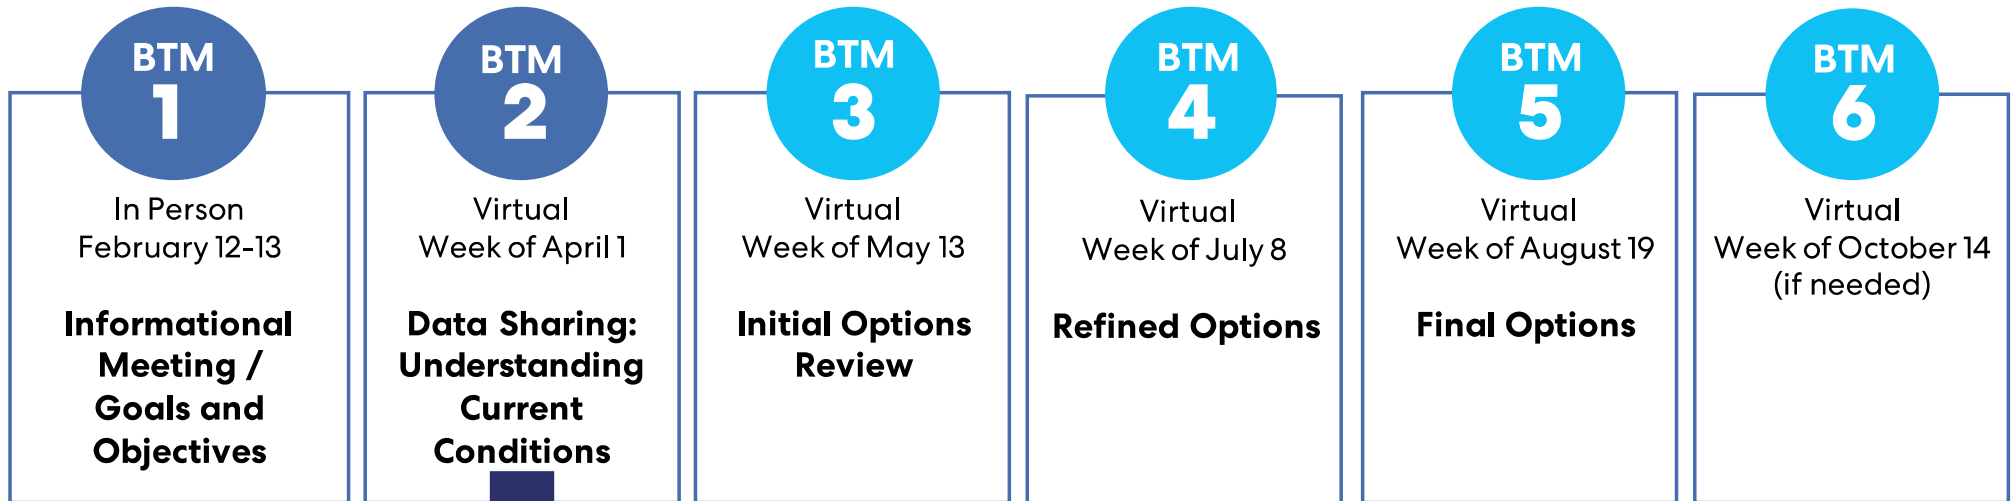 BTM
1
In Person
February 12-13
Informational
Meeting /
Goals and
Objectives
BTM
2
Virtual
Week of April 1
Data Sharing:
Understanding
Current
Conditions
BTM
3
Virtual
Week of May 13
Initial Options
Review
BTM
4
Virtual
Week of July 8
Refined Options
BTM
5
Virtual
Week of August 19
Final Options
BTM
6
Virtual
Week of October 14
(if needed)